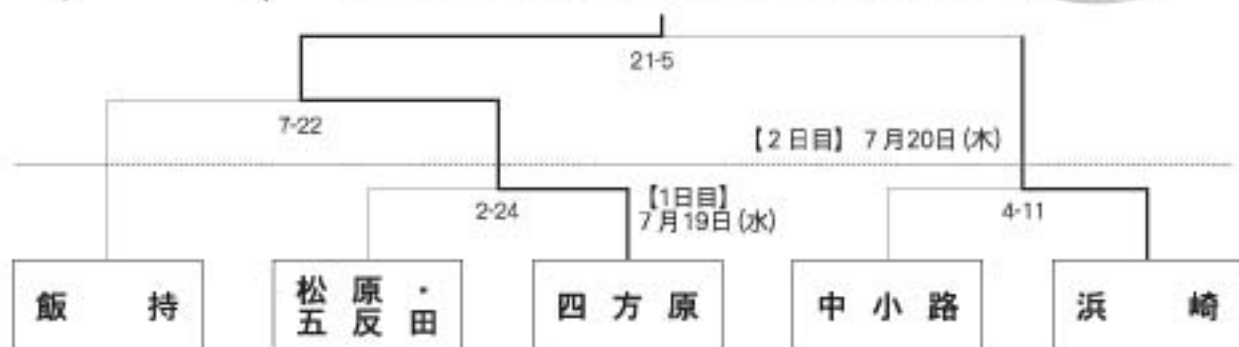 21-5
7-22
【2日目】 7月20日(木)
2-24
【1日目】
7月19日(水)
4-11
飯 持
松 原 ・
五 反 田
四 方 原
中 小 路
浜 崎